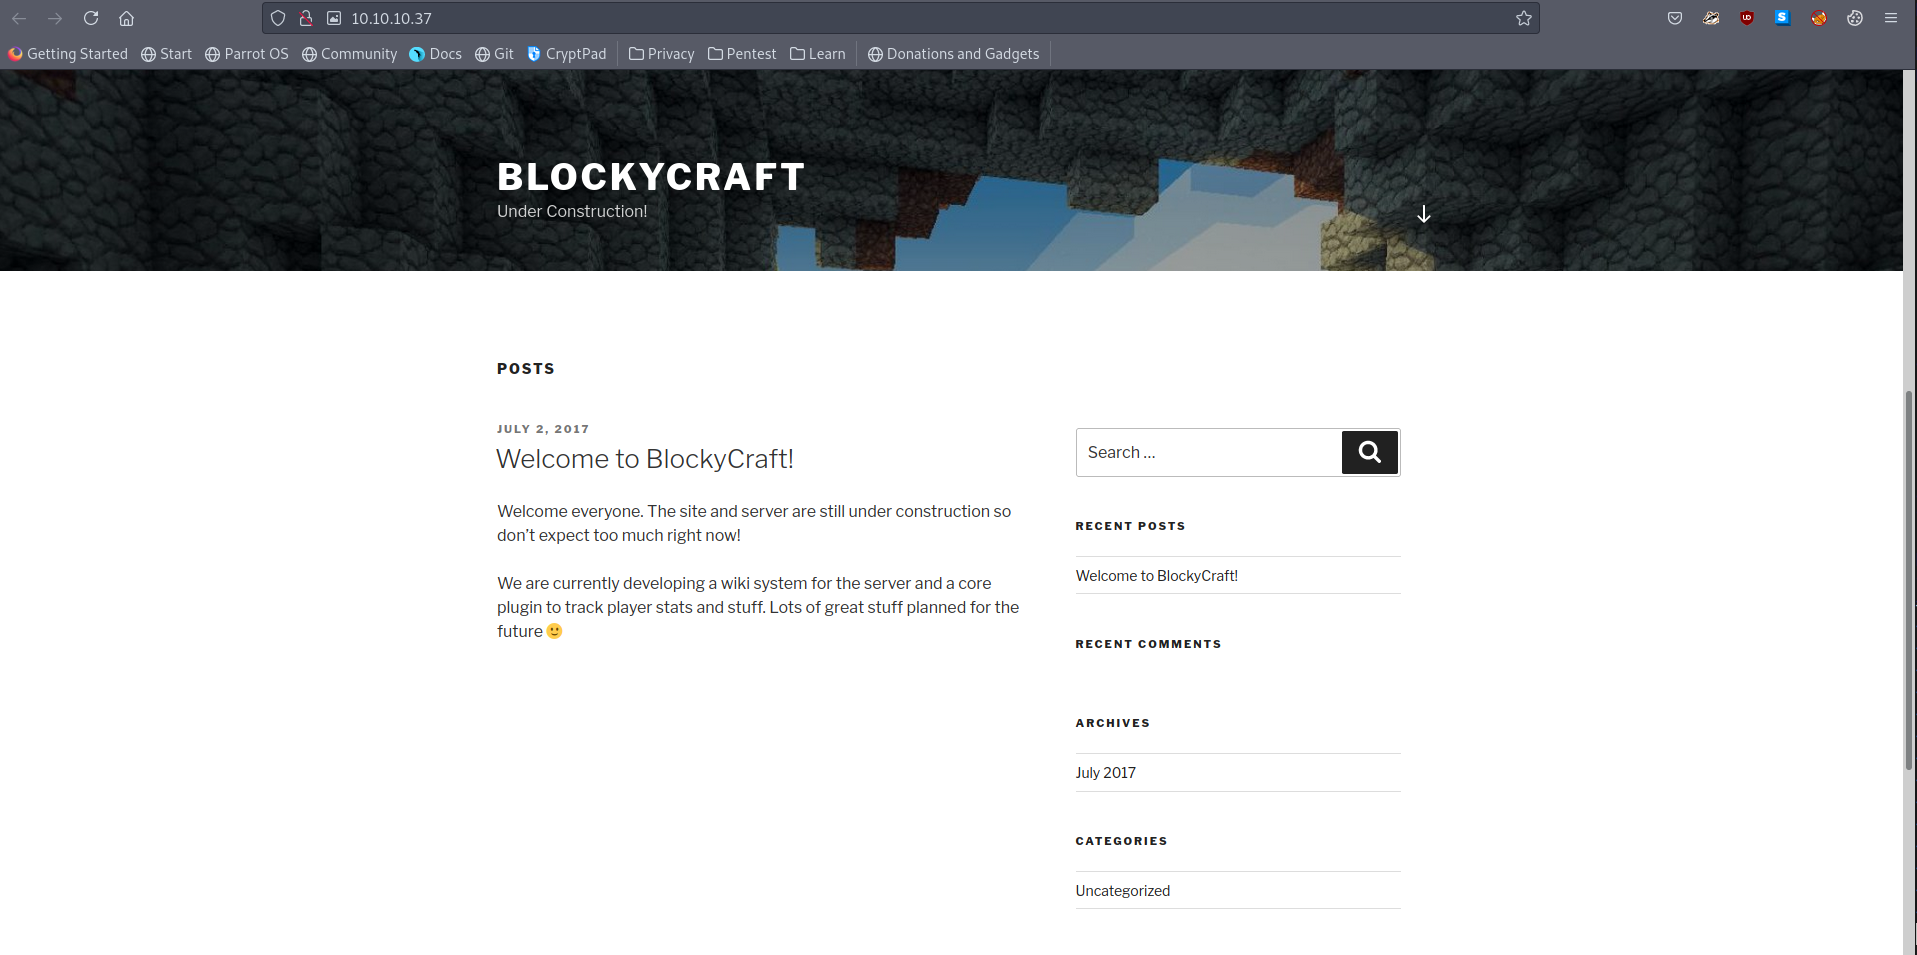 10.10.10.37
Getting Started Start Parrot OS Community Docs Git CryptPad Privacy Pentest Learn Donations and Gadgets
BLOCKYCRAFT
Under Construction!
POSTS
JULY 2, 2017
Welcome to BlockyCraft!
Welcome everyone. The site and server are still under construction so
don’t expect too much right now!
We are currently developing a wiki system for the server and a core
plugin to track player stats and stuff. Lots of great stuff planned for the
future 🙂
Search …
RECENT POSTS
Welcome to BlockyCraft!
RECENT COMMENTS
ARCHIVES
July 2017
CATEGORIES
Uncategorized